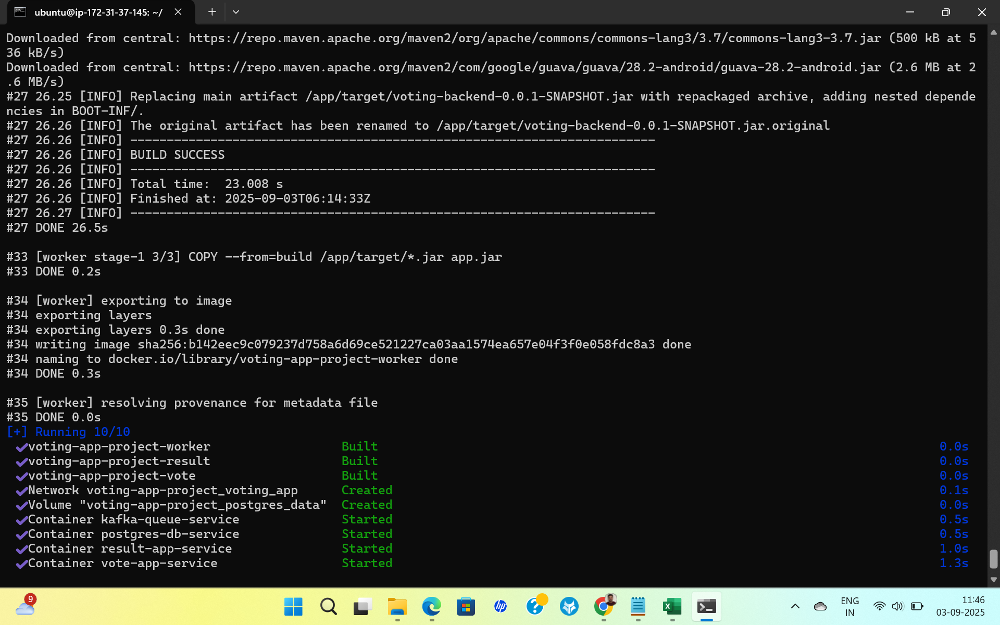 ubuntu@ip-172-31-37-145: ~/
Downloaded from central: https://repo.maven.apache.org/maven2/org/apache/commons/commons-lang3/3.7/commons-lang3-3.7.jar (500 kB at 5
36 kB/s)
Downloaded from central: https://repo.maven.apache.org/maven2/com/google/guava/guava/28.2-android/guava-28.2-android.jar (2.6 MB at 2
.6 MB/s)
#27 26.25 [INFO] Replacing main artifact /app/target/voting-backend-0.0.1-SNAPSHOT.jar with repackaged archive, adding nested depende
ncies in BOOT-INF/.
#27 26.26 [INFO] The original artifact has been renamed to /app/target/voting-backend-0.0.1-SNAPSHOT.jar.original
#27 26.26 [INFO] ------------------------------------------------------------------------
#27 26.26 [INFO] BUILD SUCCESS
#27 26.26 [INFO] ------------------------------------------------------------------------
#27 26.26 [INFO] Total time:  23.008 s
#27 26.26 [INFO] Finished at: 2025-09-03T06:14:33Z
#27 26.27 [INFO] ------------------------------------------------------------------------
#27 DONE 26.5s
#33 [worker stage-1 3/3] COPY --from=build /app/target/*.jar app.jar
#33 DONE 0.2s
#34 [worker] exporting to image
#34 exporting layers
#34 exporting layers 0.3s done
#34 writing image sha256:b142eec9c079237d758a6d69ce521227ca03aa1574ea657e04f3f0e058fdc8a3 done
#34 naming to docker.io/library/voting-app-project-worker done
#34 DONE 0.3s
#35 [worker] resolving provenance for metadata file
#35 DONE 0.0s
[+] Running 10/10
✔voting-app-project-worker Built 0.0s
✔voting-app-project-result Built 0.0s
✔voting-app-project-vote Built 0.0s
✔Network voting-app-project_voting_app Created 0.1s
✔Volume "voting-app-project_postgres_data" Created 0.0s
✔Container kafka-queue-service Started 0.5s
✔Container postgres-db-service Started 0.5s
✔Container result-app-service Started 1.0s
✔Container vote-app-service Started 1.3s
9
hp
ENG
IN
11:46
03-09-2025